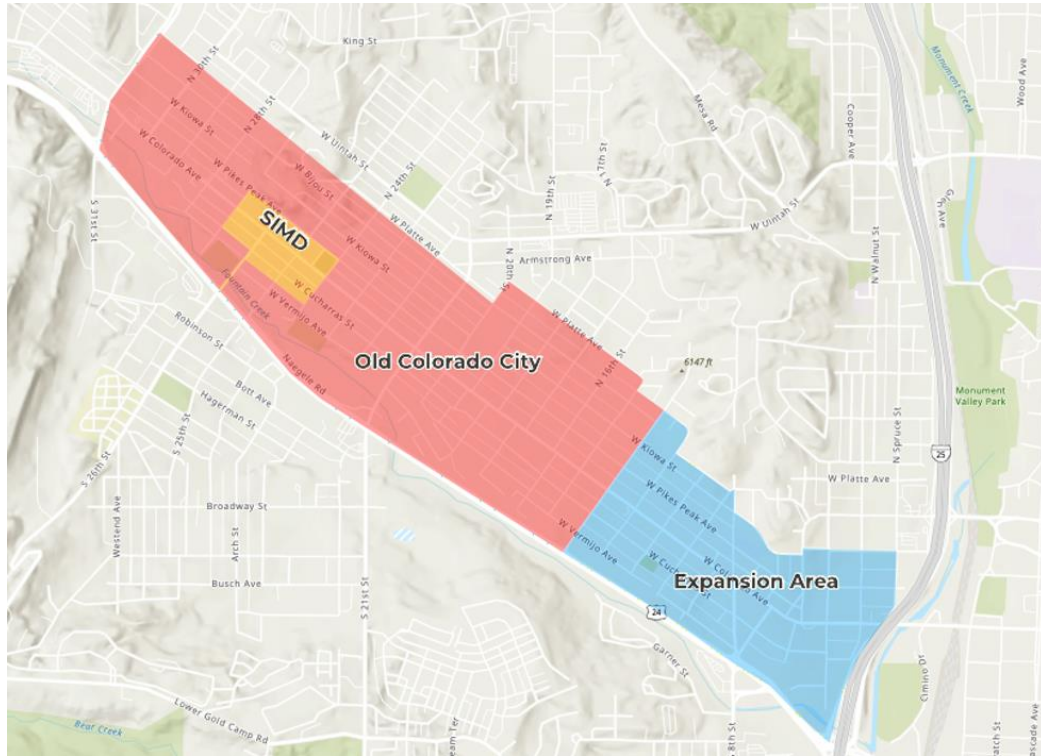 King St
N 30th St
W Kiowa St
N 28th St
W Uintah St
Mesa Rd
Cooper Ave
Monument Creek
Wood Ave
W Colorado Ave
W Pikes Peak Ave
W Bijou St
N 24th St
N 19th St
N 17th St
S 31st St
SIMD
W Platte Ave
W Uintah St
W Kiowa St
Armstrong Ave
N 20th St
N Walnut St
Fountain Creek
W Cucharras St
W Vermijo Ave
W Platte Ave
Robinson St
Old Colorado City
N 16th St
6147 ft
Naegele Rd
Bott Ave
Hagerman St
Monument
Valley Park
S 25th St
S 26th St
N Spruce St
25
W Kiowa St
W Platte Ave
W Pikes Peak Ave
Westend Ave
Broadway St
Arch St
W Vermijo Ave
Busch Ave
S 21st St
Expansion Area
24
Garner St
Cimino Dr
Lower Gold Camp Rd
Bear Creek
8th St